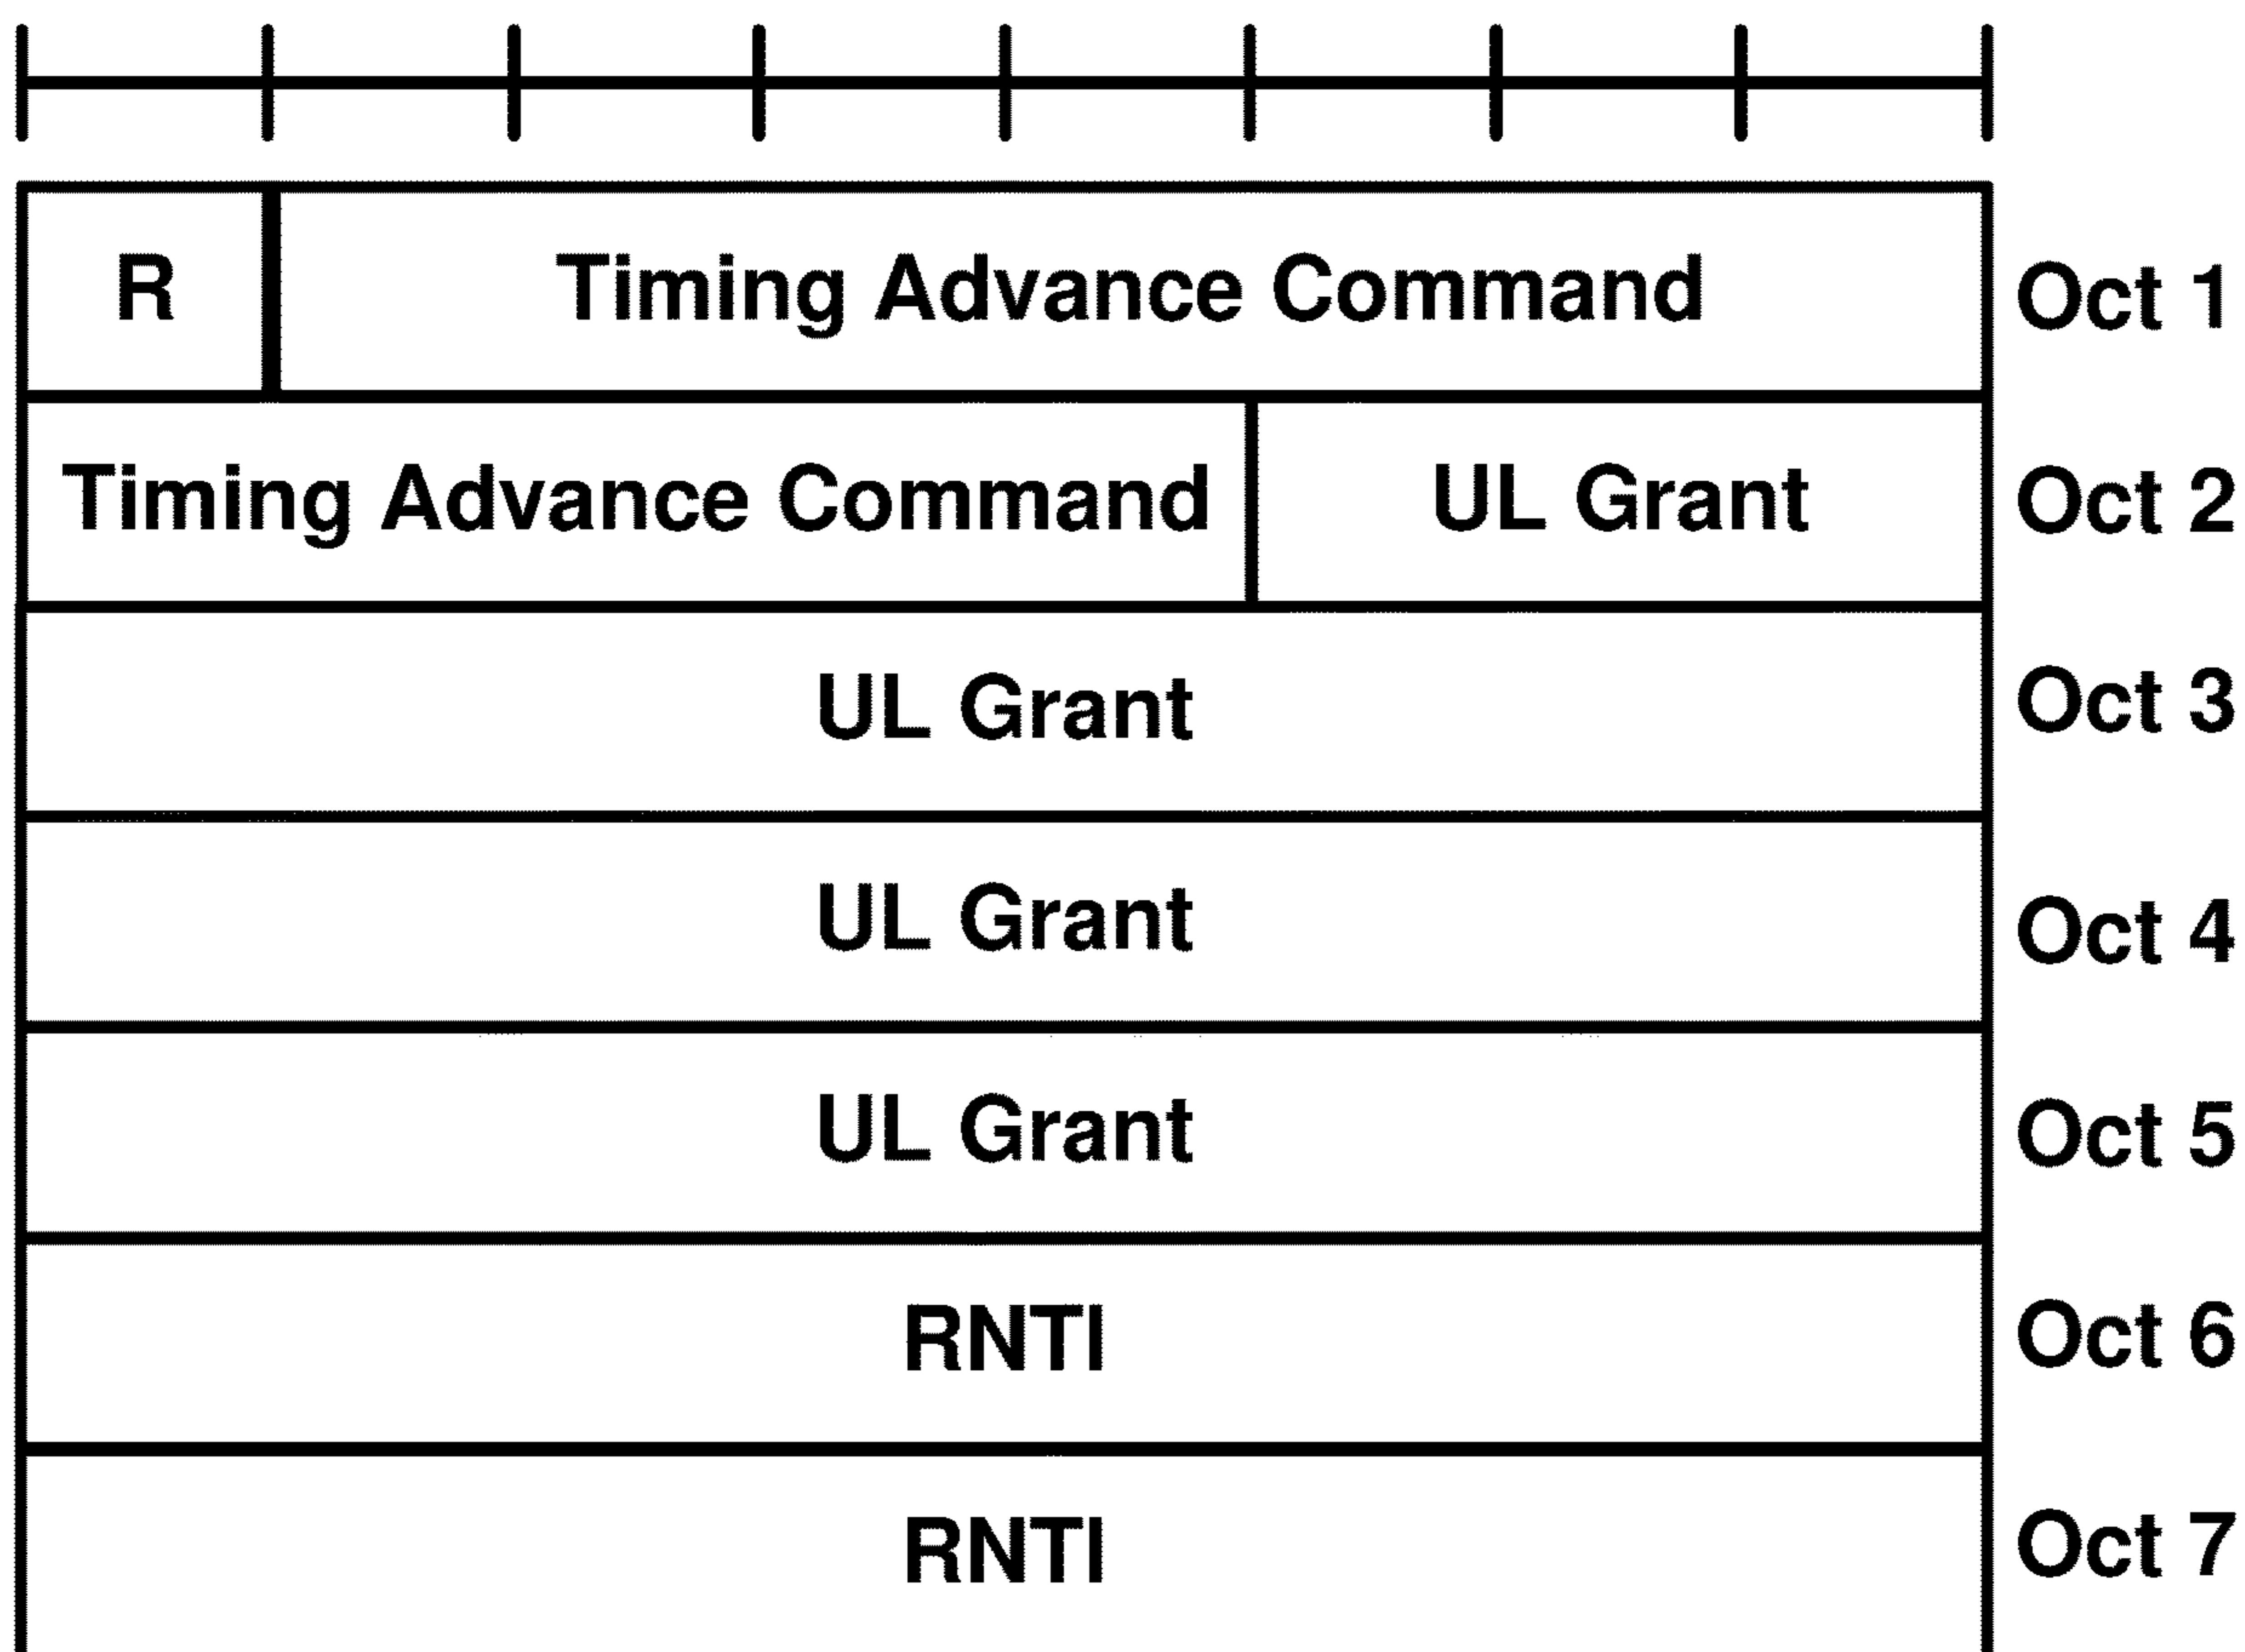 R Timing Advance Command Oct 1
Timing Advance Command UL Grant Oct 2
UL Grant Oct 3
UL Grant Oct 4
UL Grant Oct 5
RNTI Oct 6
RNTI Oct 7